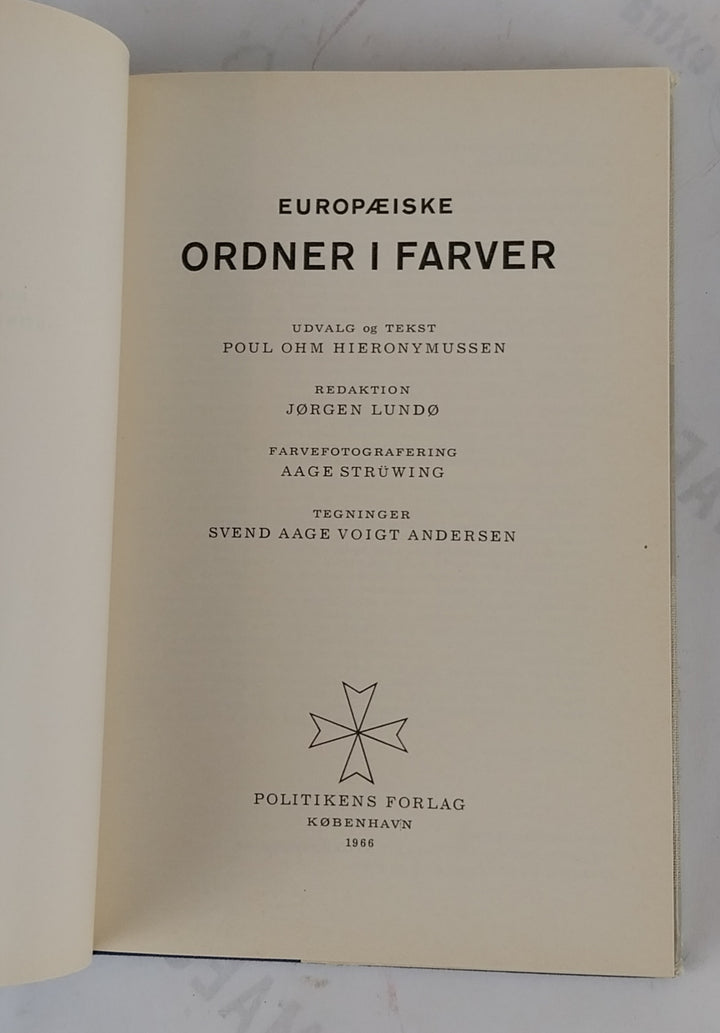 EUROPÆISKE
ORDNER I FARVER
UDVALG og TEKST
POUL OHM HIERONYMUSSEN
REDAKTION
JØRGEN LUNDØ
FARVEFOTOGRAFERING
AAGE STRÜWING
TEGNINGER
SVEND AAGE VOIGT ANDERSEN
POLITIKENS FORLAG
KØBENHAVN
1966